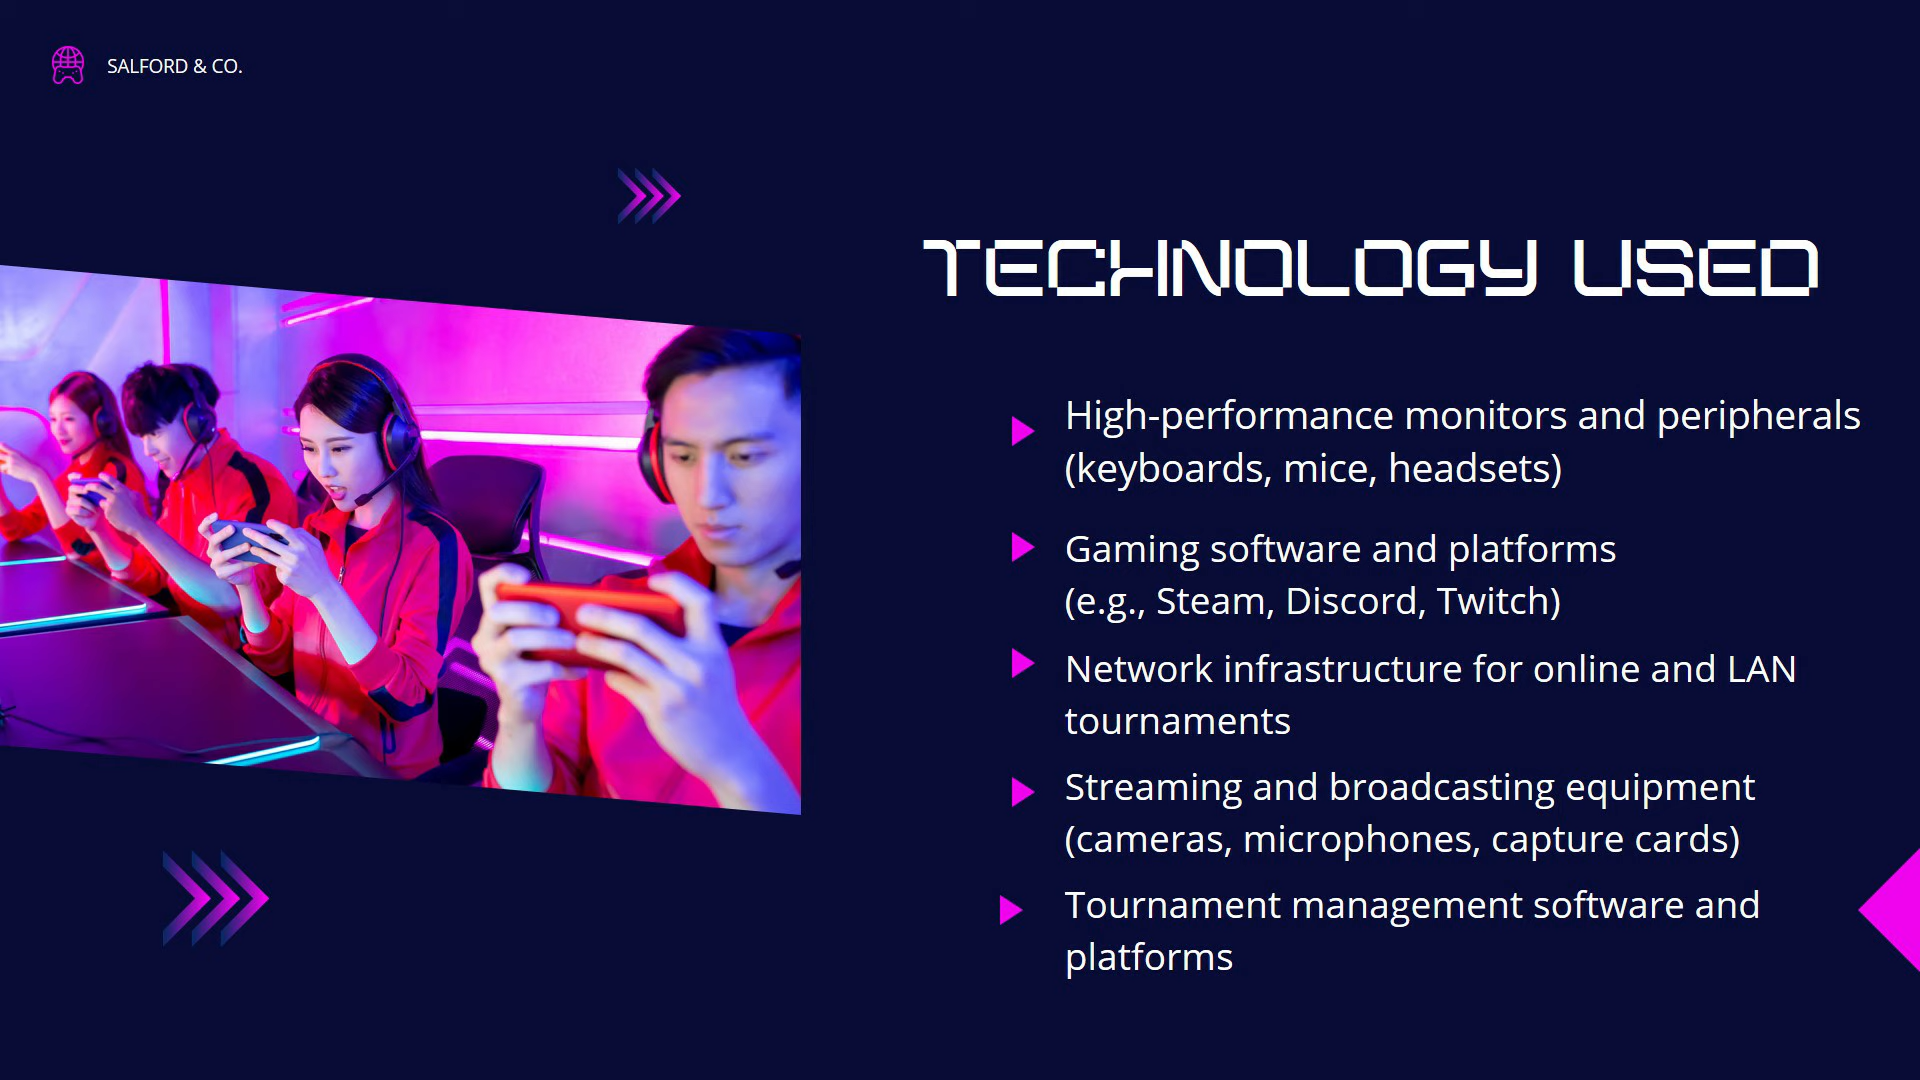 SALFORD & CO.
TECHNOLOGY USED
High-performance monitors and peripherals
(keyboards, mice, headsets)
Gaming software and platforms
(e.g., Steam, Discord, Twitch)
Network infrastructure for online and LAN
tournaments
Streaming and broadcasting equipment
(cameras, microphones, capture cards)
Tournament management software and
platforms